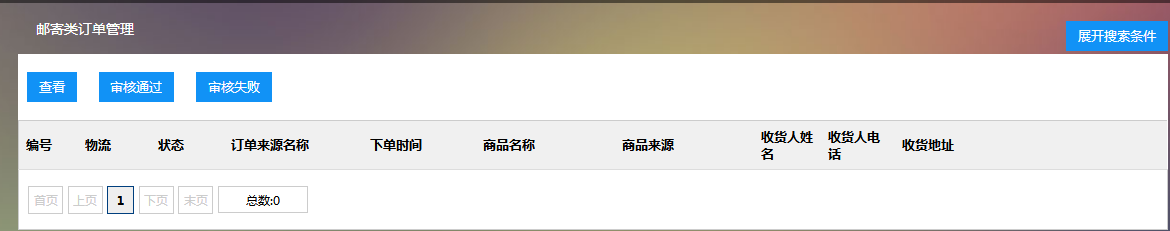 邮寄类订单管理
展开搜索条件
查看 审核通过 审核失败
编号 物流 状态 订单来源名称 下单时间 商品名称 商品来源 收货人姓名 收货人电话 收货地址
首页 上页 1 下页 末页 总数:0